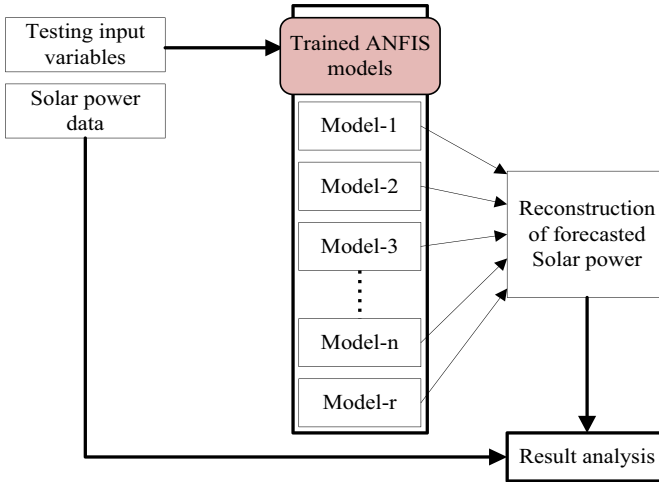 Testing input
variables
Solar power
data
Trained ANFIS
models
Model-1
Model-2
Model-3
Model-n
Model-r
Reconstruction
of forecasted
Solar power
Result analysis